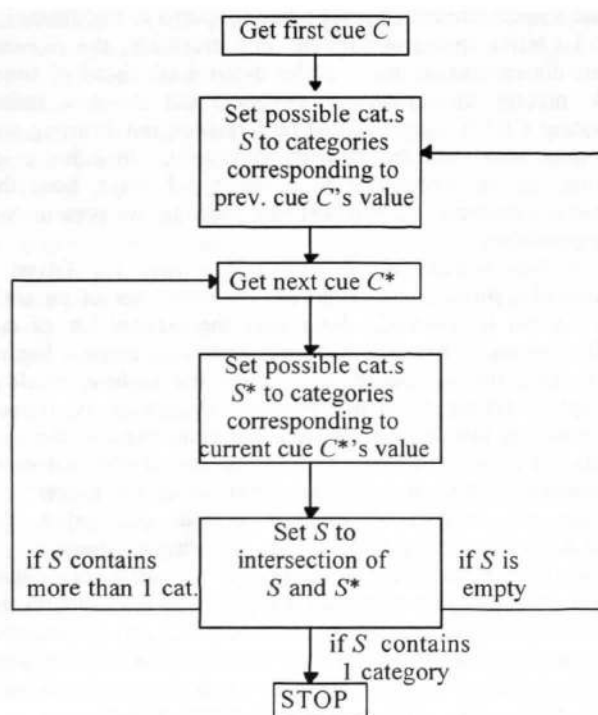 Get first cue C
Set possible cat.s
S to categories
corresponding to
prev. cue C's value
Get next cue C*
Set possible cat.s
S* to categories
corresponding to
current cue C*'s value
Set S to
intersection of
S and S*
if S contains
more than 1 cat.
if S is
empty
if S contains
1 category
STOP